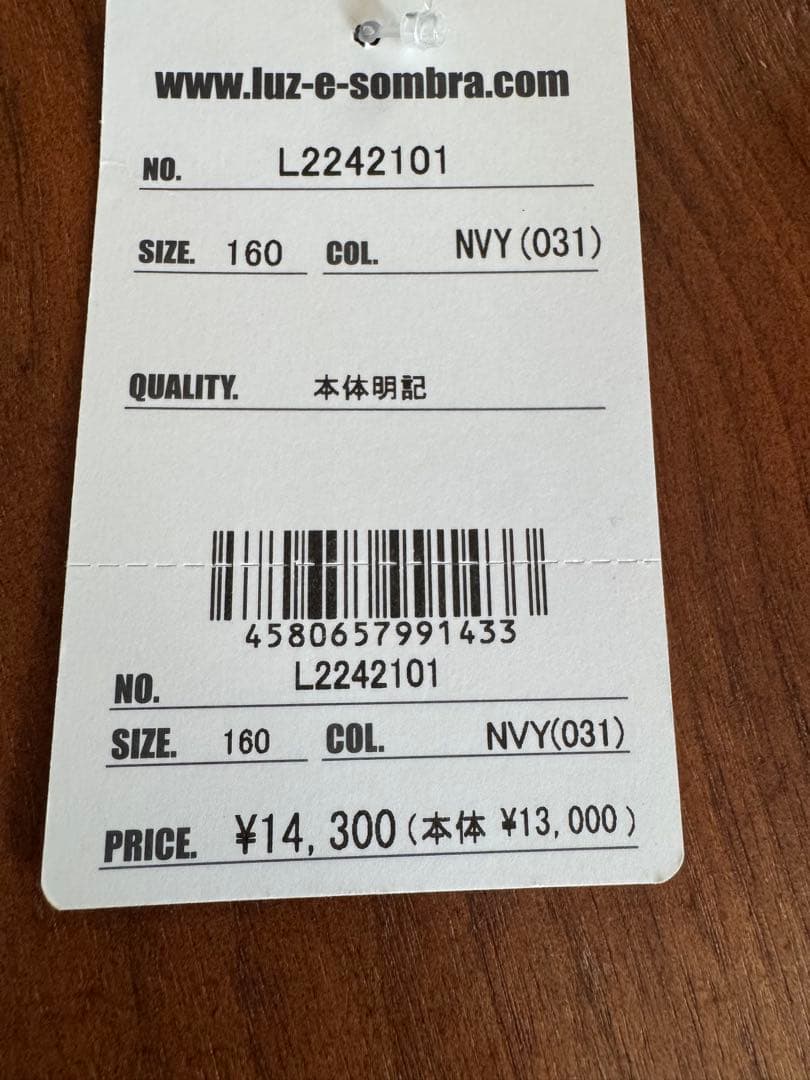 www.luz-e-sombra.com
NO. L2242101
SIZE. 160 COL. NVY(031)
QUALITY. 本体明記
4580657991433
NO. L2242101
SIZE. 160 COL. NVY(031)
PRICE. ¥14,300(本体 ¥13,000)